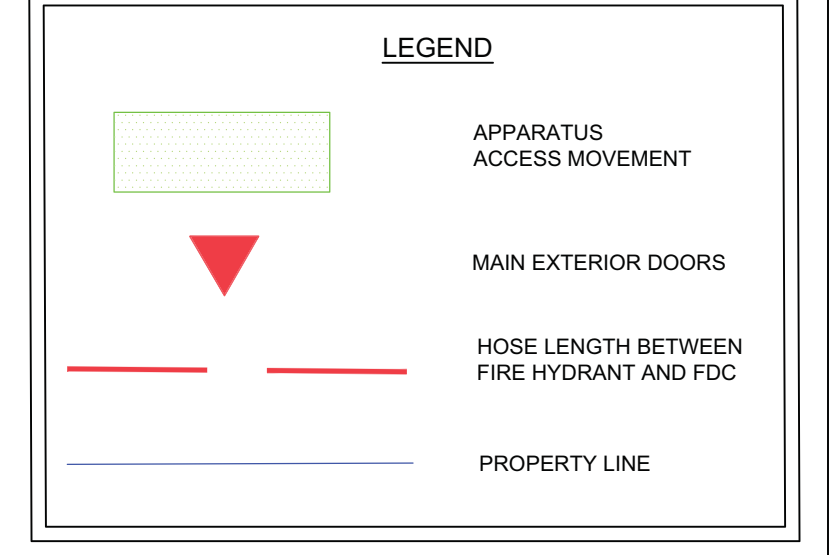 LEGEND
APPARATUS
ACCESS MOVEMENT
MAIN EXTERIOR DOORS
HOSE LENGTH BETWEEN
FIRE HYDRANT AND FDC
PROPERTY LINE